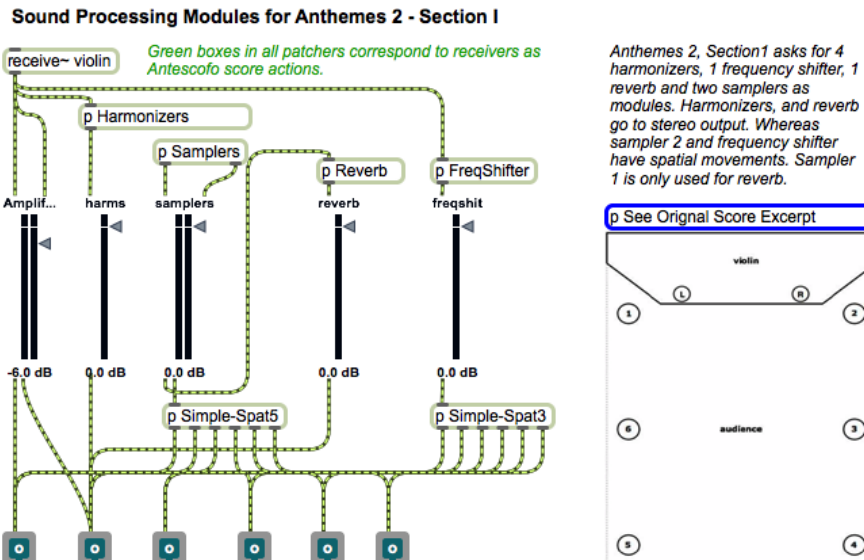 Sound Processing Modules for Anthemes 2 - Section I
receive~ violin
Green boxes in all patchers correspond to receivers as
Antescofo score actions.
p Harmonizers
p Samplers
p Reverb
p FreqShifter
Amplif...
harms
samplers
reverb
freqshit
-6.0 dB
0.0 dB
0.0 dB
0.0 dB
0.0 dB
p Simple-Spat5
p Simple-Spat3
Anthemes 2, Section1 asks for 4
harmonizers, 1 frequency shifter, 1
reverb and two samplers as
modules. Harmonizers, and reverb
go to stereo output. Whereas
sampler 2 and frequency shifter
have spatial movements. Sampler
1 is only used for reverb.
p See Orignal Score Excerpt
violin
L
R
1
2
6
audience
3
5
4